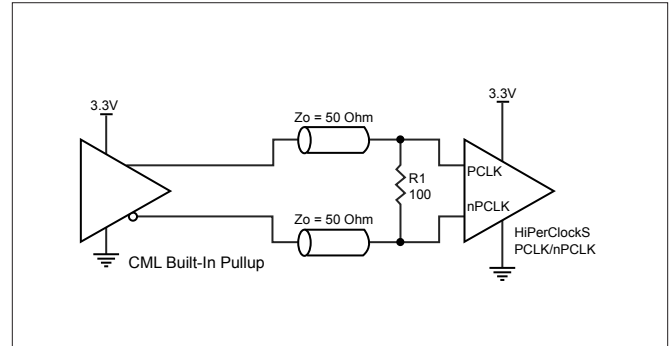 3.3V
Zo = 50 Ohm
3.3V
R1
100
PCLK
nPCLK
Zo = 50 Ohm
HiPerClockS
PCLK/nPCLK
CML Built-In Pullup